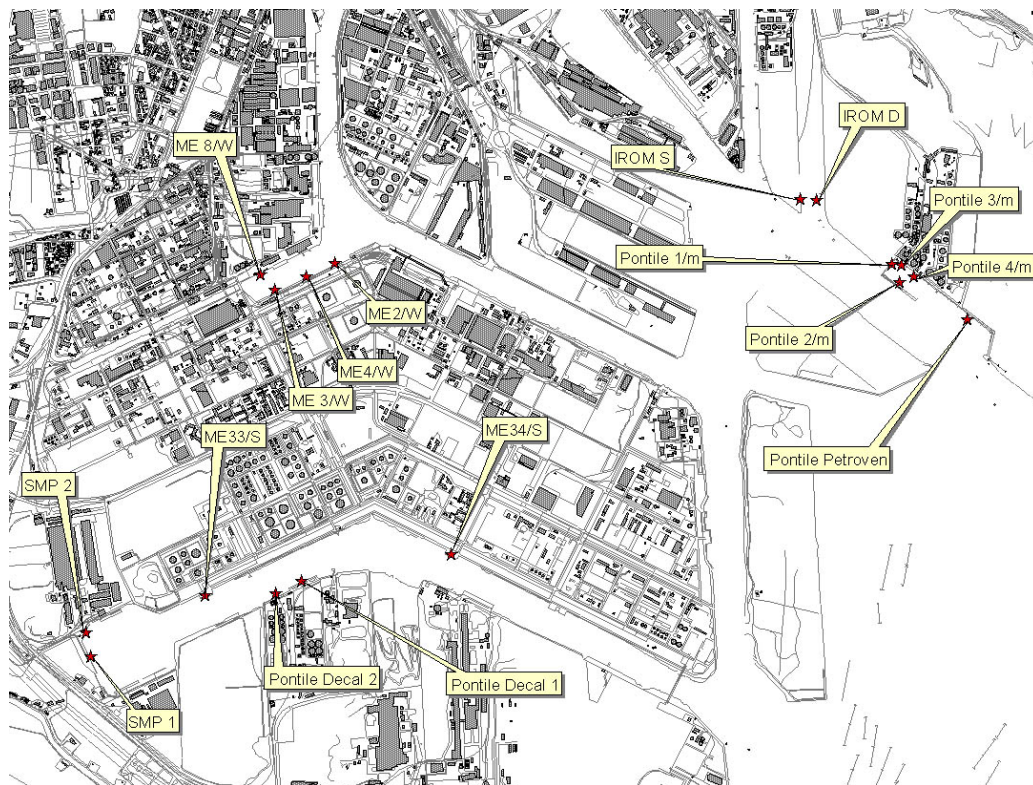 IROM D
ME 8/W
IROM S
Pontile 3/m
Pontile 1/m
Pontile 4/m
ME2/W
Pontile 2/m
ME4/W
ME 3/W
ME34/S
ME33/S
Pontile Petroven
SMP 2
Pontile Decal 2
Pontile Decal 1
SMP 1